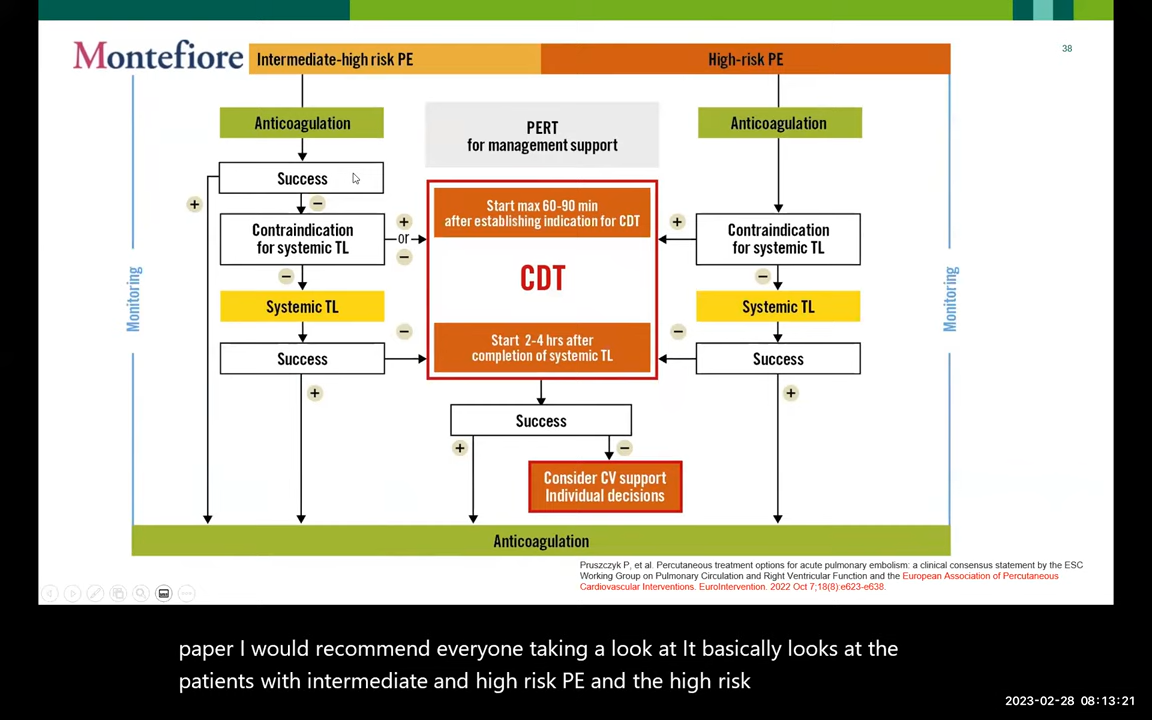 38
Montefiore
Intermediate-high risk PE
High-risk PE
Anticoagulation
PERT
for management support
Anticoagulation
Success
+
−
Start max 60-90 min
after establishing indication for CDT
Contraindication
for systemic TL
+
or
−
+
Contraindication
for systemic TL
CDT
Monitoring
Monitoring
−
−
Systemic TL
Systemic TL
−
−
Start 2-4 hrs after
completion of systemic TL
Success
Success
+
+
Success
+
−
Consider CV support
Individual decisions
Anticoagulation
Pruszczyk P, et al. Percutaneous treatment options for acute pulmonary embolism: a clinical consensus statement by the ESC
Working Group on Pulmonary Circulation and Right Ventricular Function and the European Association of Percutaneous
Cardiovascular Interventions. EuroIntervention. 2022 Oct 7;18(8):e623-e638.
paper I would recommend everyone taking a look at It basically looks at the
patients with intermediate and high risk PE and the high risk
2023-02-28 08:13:21